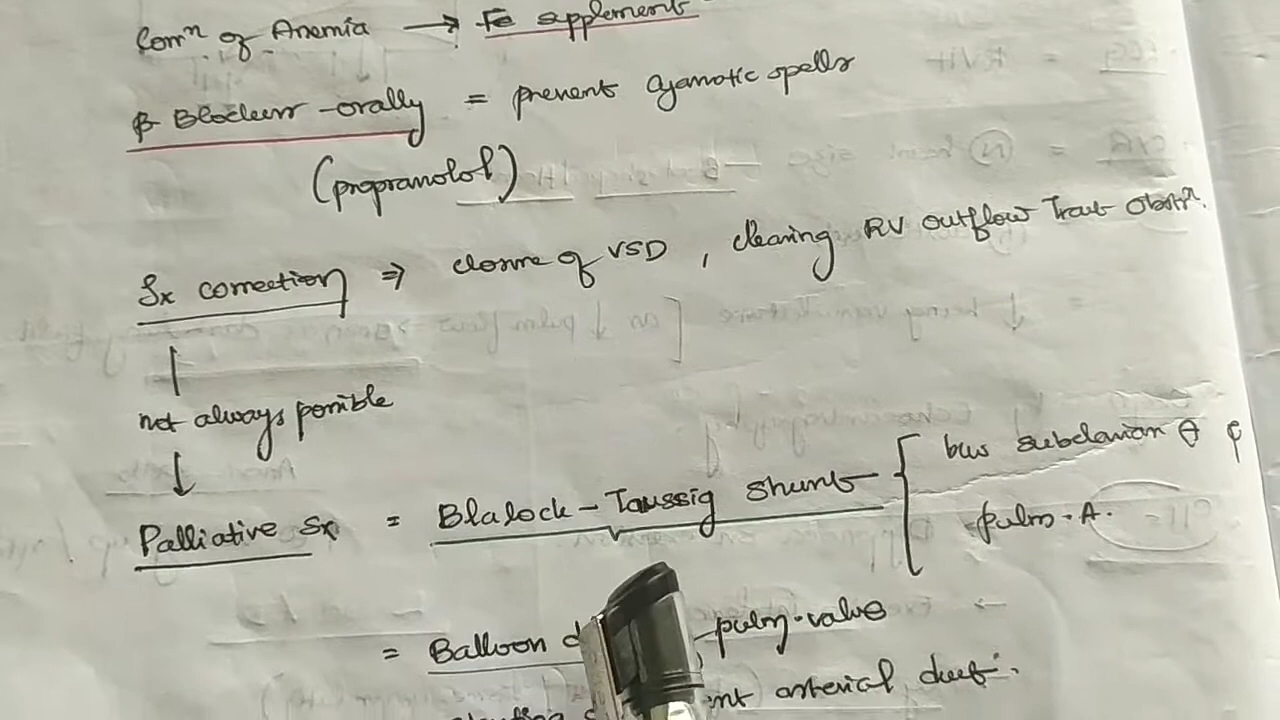 Corrⁿ of Anemia → Fe supplement
β Blockers - orally = prevent cyanotic spells
(propranolol)
Sx correction ⇒ closure of VSD, clearing RV outflow Tract obstrⁿ.
not always possible
↓
Palliative Sx = Blalock - Taussig Shunt { b/w subclavian A &
pulm. A.
= Balloon pulm. valve
arterial duct.